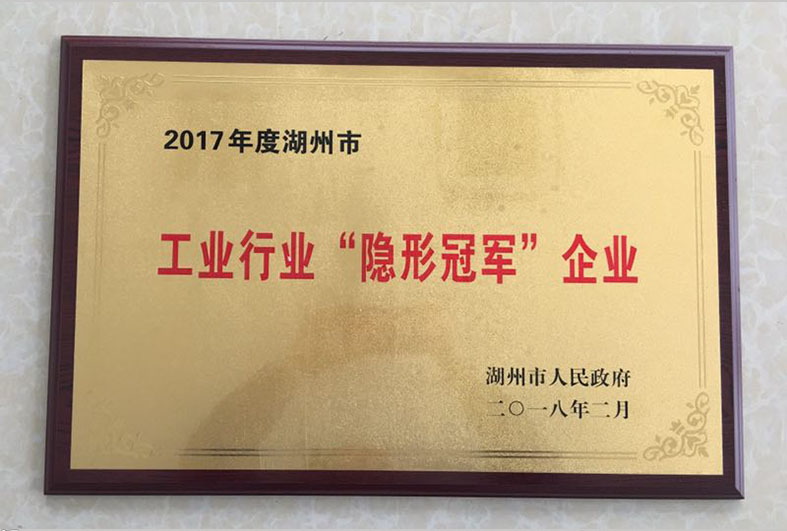 2017年度湖州市
工业行业“隐形冠军”企业
湖州市人民政府
二〇一八年二月